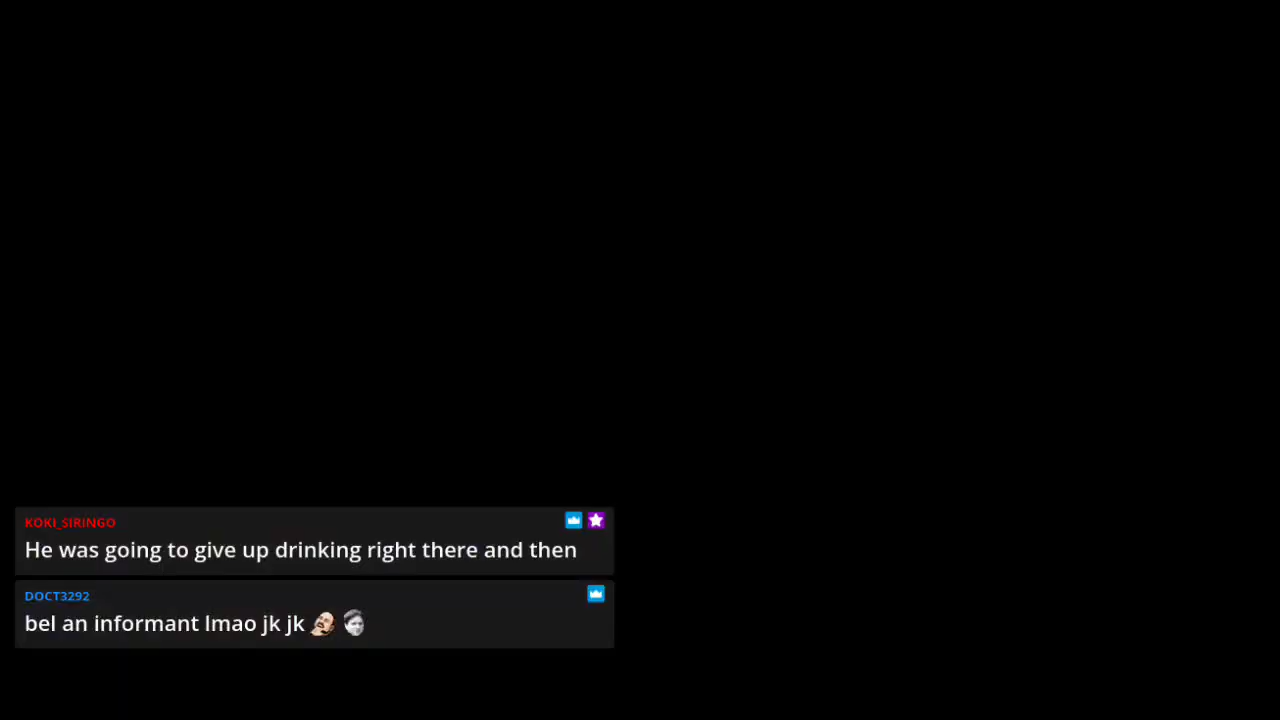 KOKI_SIRINGO
He was going to give up drinking right there and then
DOCT3292
bel an informant lmao jk jk